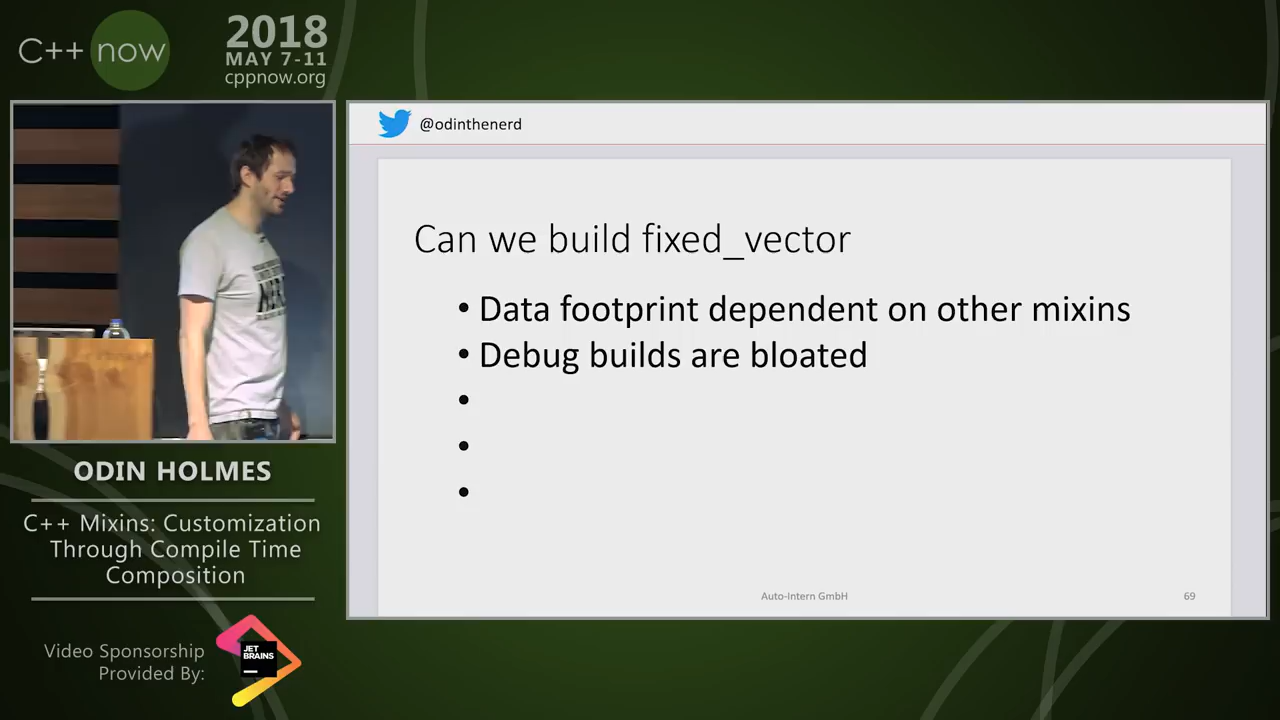 C++ now
2018
MAY 7-11
cppnow.org
@odinthenerd
Can we build fixed_vector
• Data footprint dependent on other mixins
• Debug builds are bloated
•
•
•
Auto-Intern GmbH
69
ODIN HOLMES
C++ Mixins: Customization
Through Compile Time
Composition
Video Sponsorship
Provided By:
JET
BRAINS